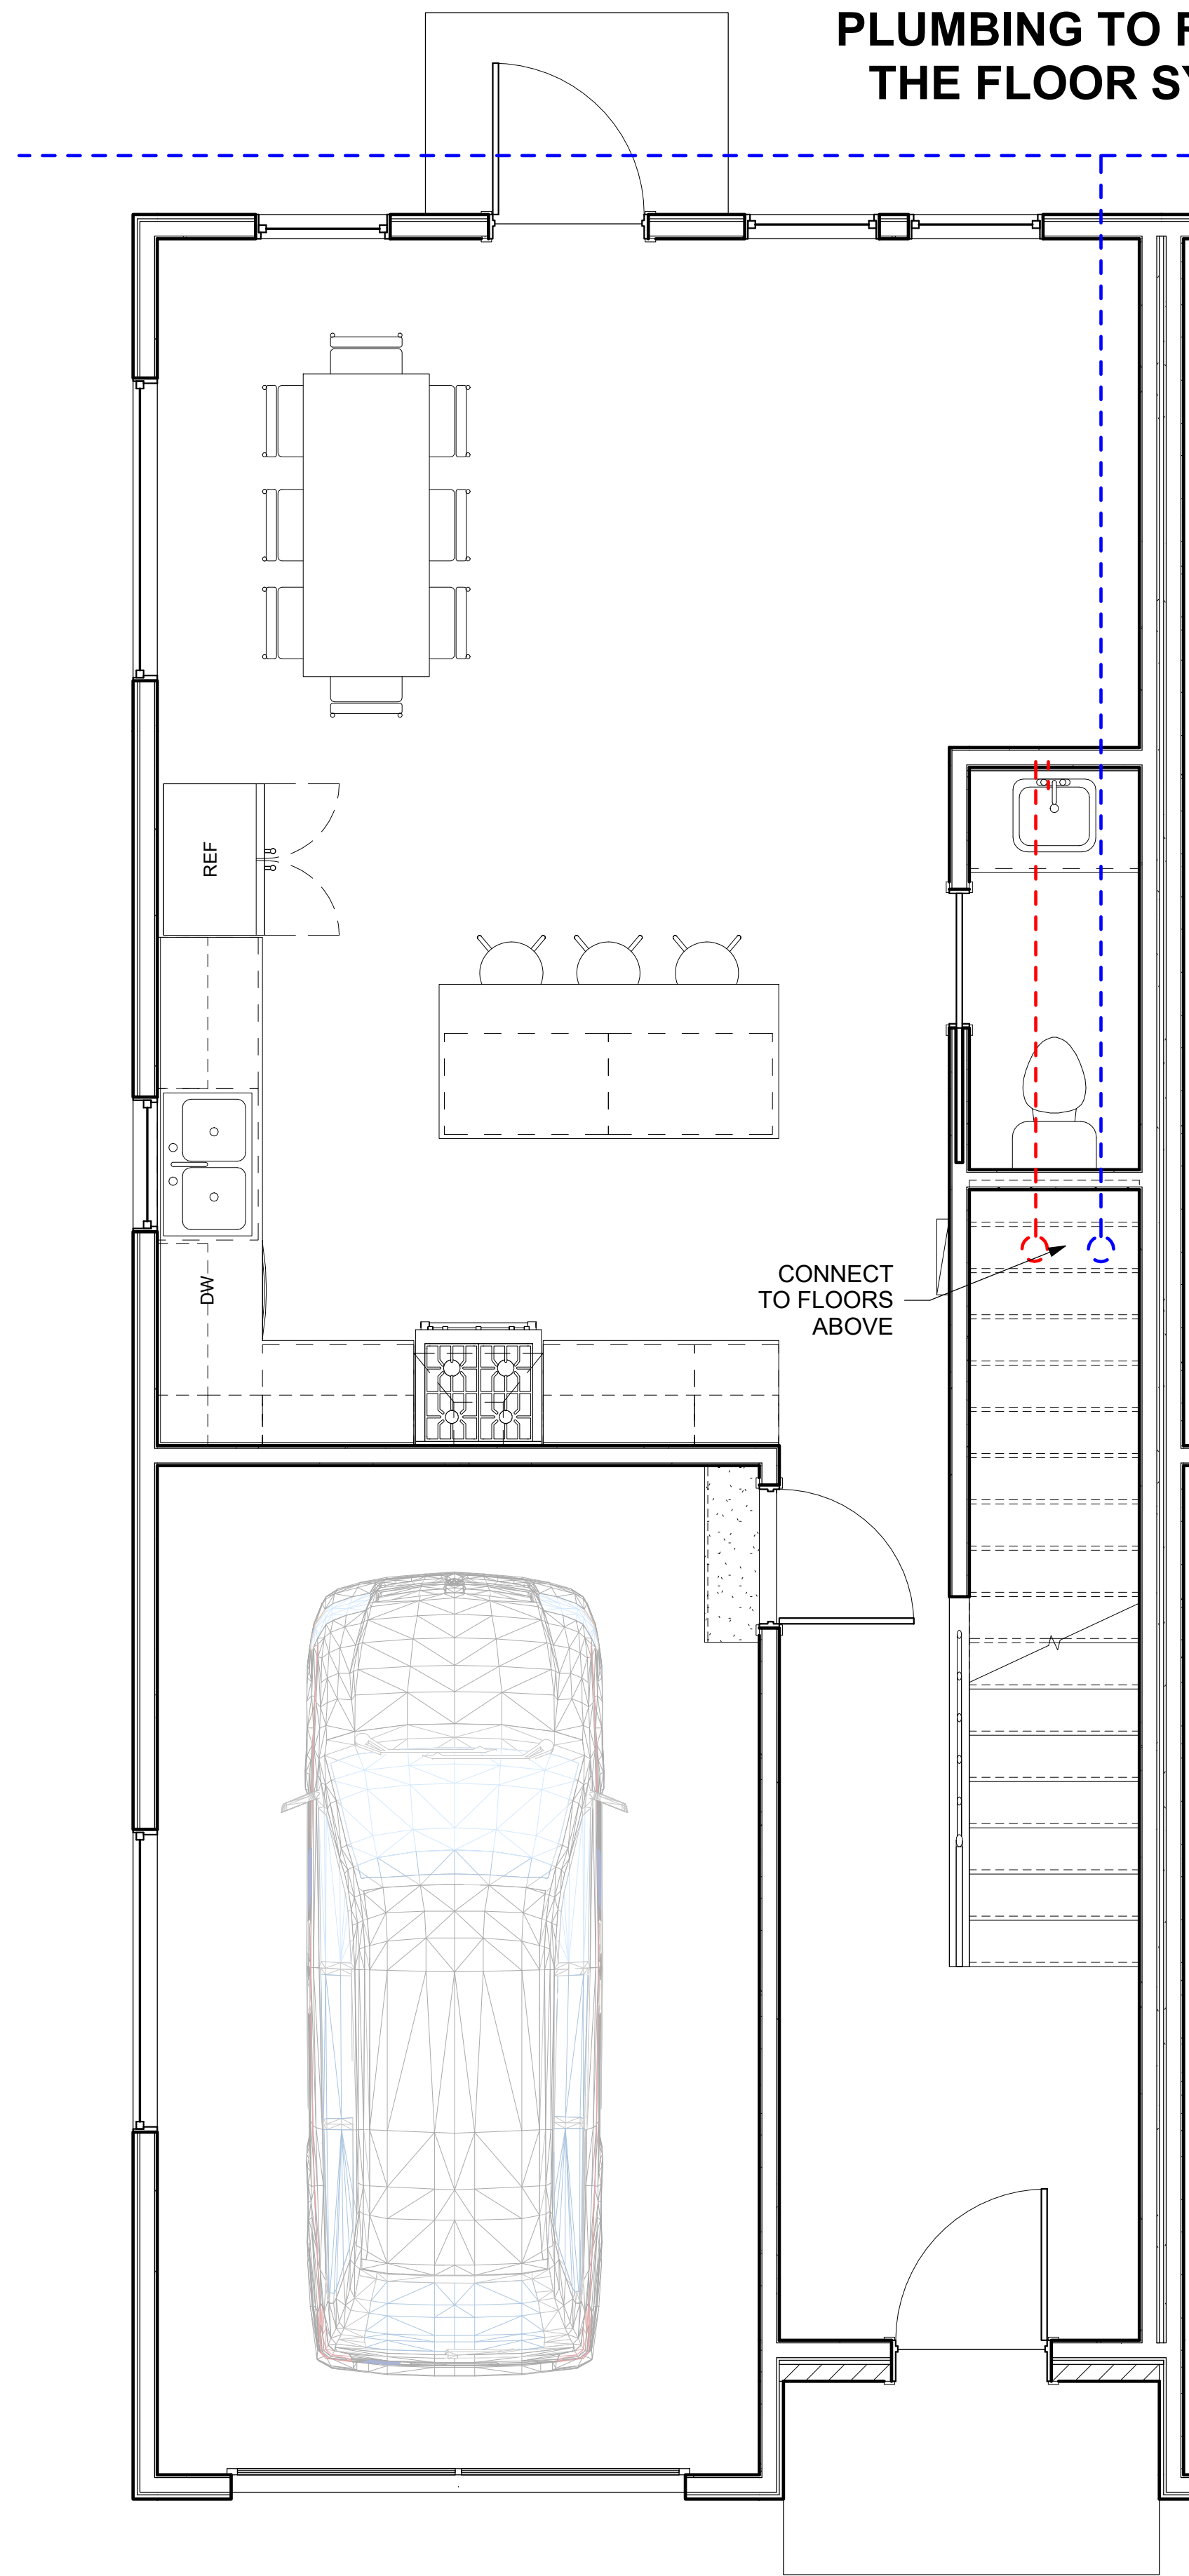 PLUMBING TO
THE FLOOR
REF
CONNECT
TO FLOORS
ABOVE
DW